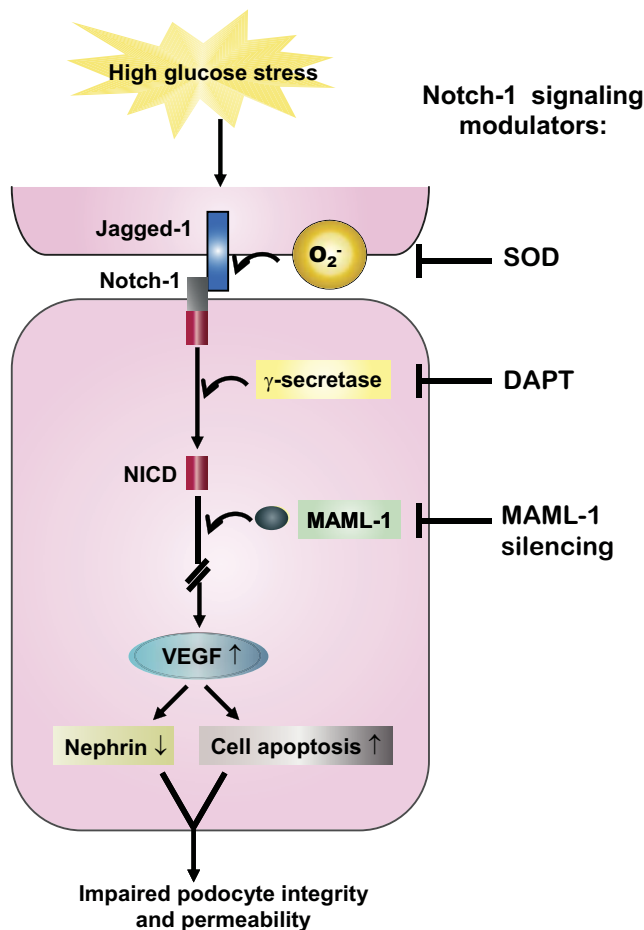 High glucose stress
Notch-1 signaling
modulators:
Jagged-1
O₂⁻
SOD
Notch-1
γ-secretase
DAPT
NICD
MAML-1
MAML-1
silencing
VEGF ↑
Nephrin ↓
Cell apoptosis ↑
Impaired podocyte integrity
and permeability